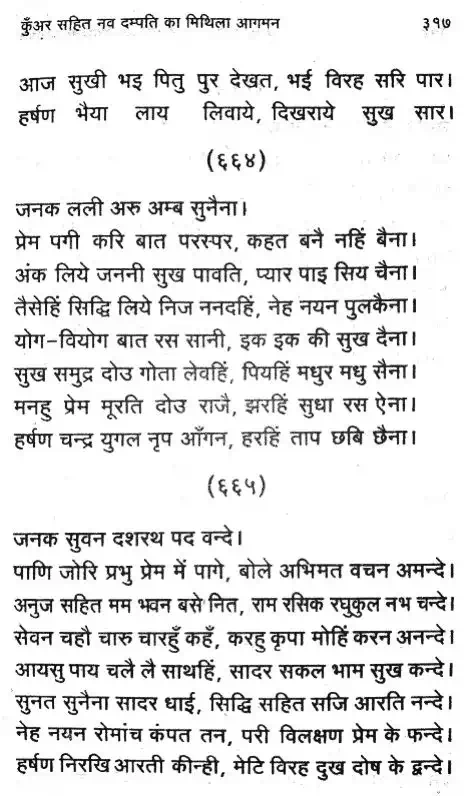 कुँअर सहित नव दम्पति का मिथिला आगमन ३१७
आज सुखी भइ पितु पुर देखत, भई विरह सरि पार।
हर्षण भैया लाय लिवाये, दिखराये सुख सार।
(६६४)
जनक लली अरु अम्ब सुनैना।
प्रेम पगी करि बात परस्पर, कहत बनै नहिं बैना।
अंक लिये जननी सुख पावति, प्यार पाइ सिय चैना।
तैसेहिं सिद्धि लिये निज ननदहिं, नेह नयन पुलकैना।
योग-वियोग बात रस सानी, इक इक की सुख दैना।
सुख समुद्र दोउ गोता लेवहिं, पियहिं मधुर मधु सैना।
मनहु प्रेम मूरति दोउ राजै, झरहिं सुधा रस ऐना।
हर्षण चन्द्र युगल नृप आँगन, हरहिं ताप छबि छैना।
(६६५)
जनक सुवन दशरथ पद वन्दे।
पाणि जोरि प्रभु प्रेम में पागे, बोले अभिमत वचन अमन्दे।
अनुज सहित मम भवन बसे नित, राम रसिक रघुकुल नभ चन्दे।
सेवन चहौ चारु चारहुँ कहँ, करहु कृपा मोहिं करन अनन्दे।
आयसु पाय चलै लै साथहिं, सादर सकल भाम सुख कन्दे।
सुनत सुनैना सादर धाई, सिद्धि सहित सजि आरति नन्दे।
नेह नयन रोमांच कंपत तन, परी विलक्षण प्रेम के फन्दे।
हर्षण निरखि आरती कीन्ही, मेटि विरह दुख दोष के द्वन्दे।